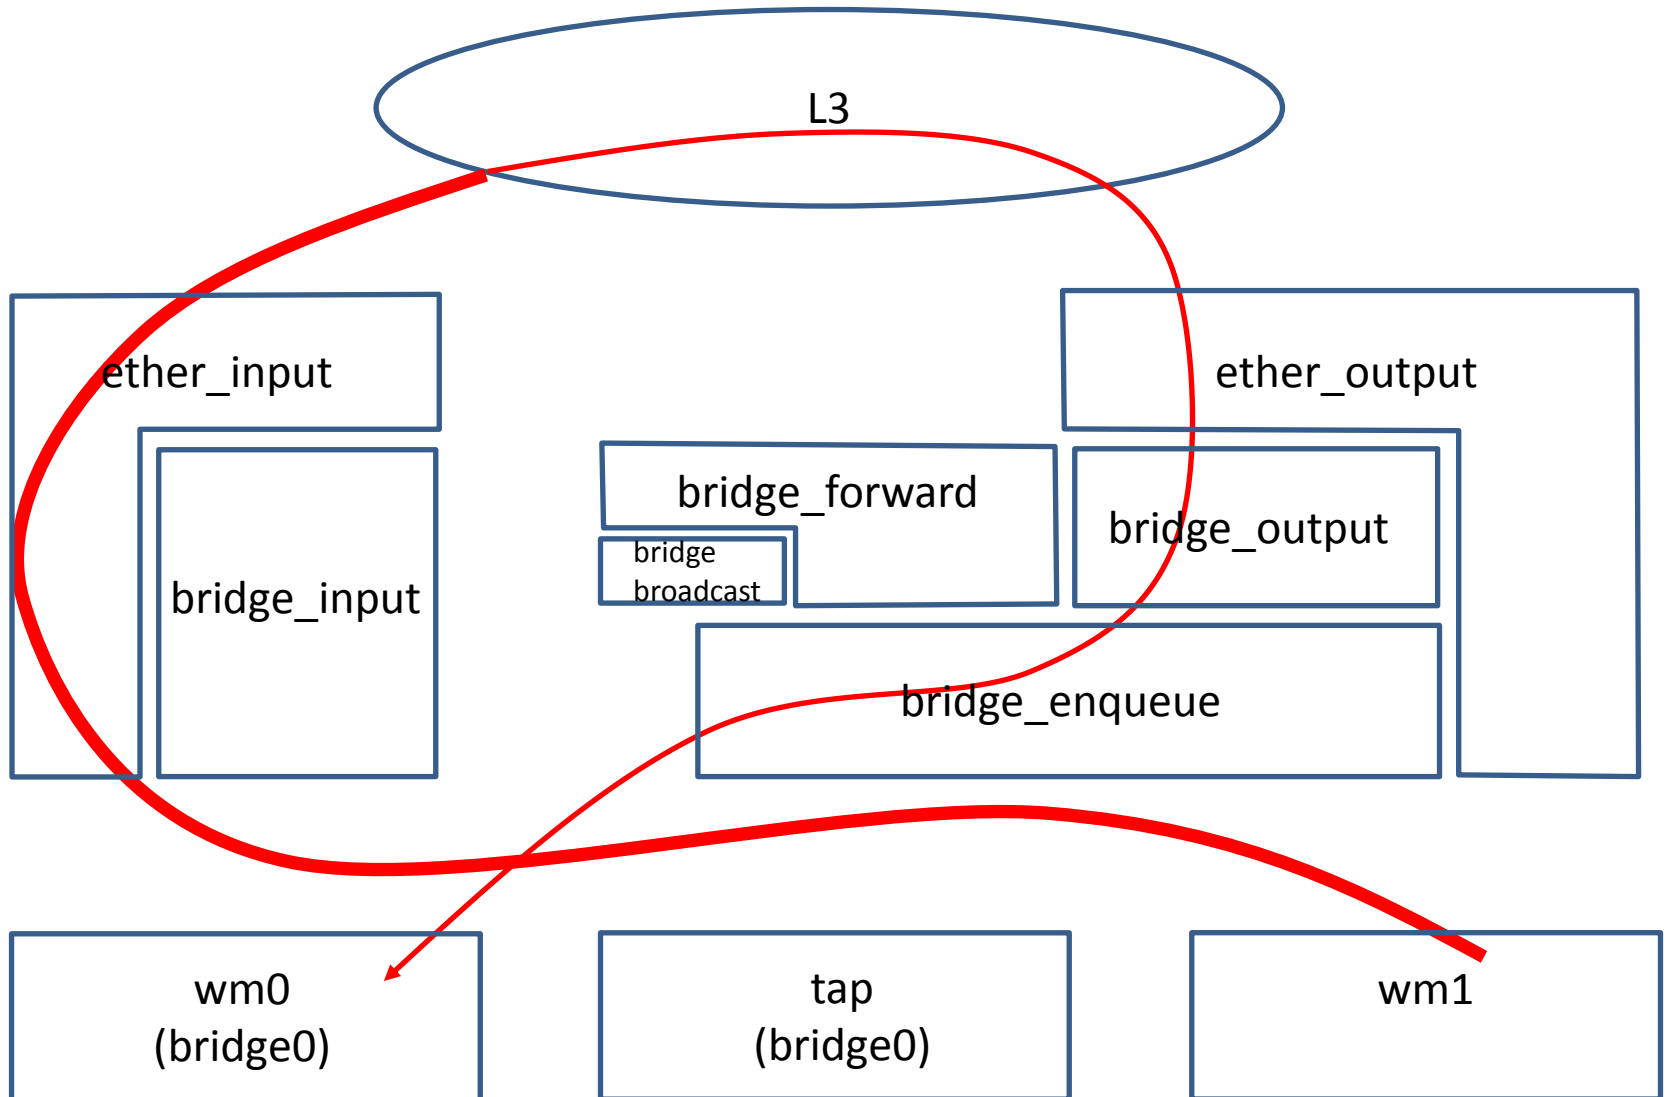 L3
ether_input
ether_output
bridge_forward
bridge_output
bridge
broadcast
bridge_input
bridge_enqueue
wm0
(bridge0)
tap
(bridge0)
wm1